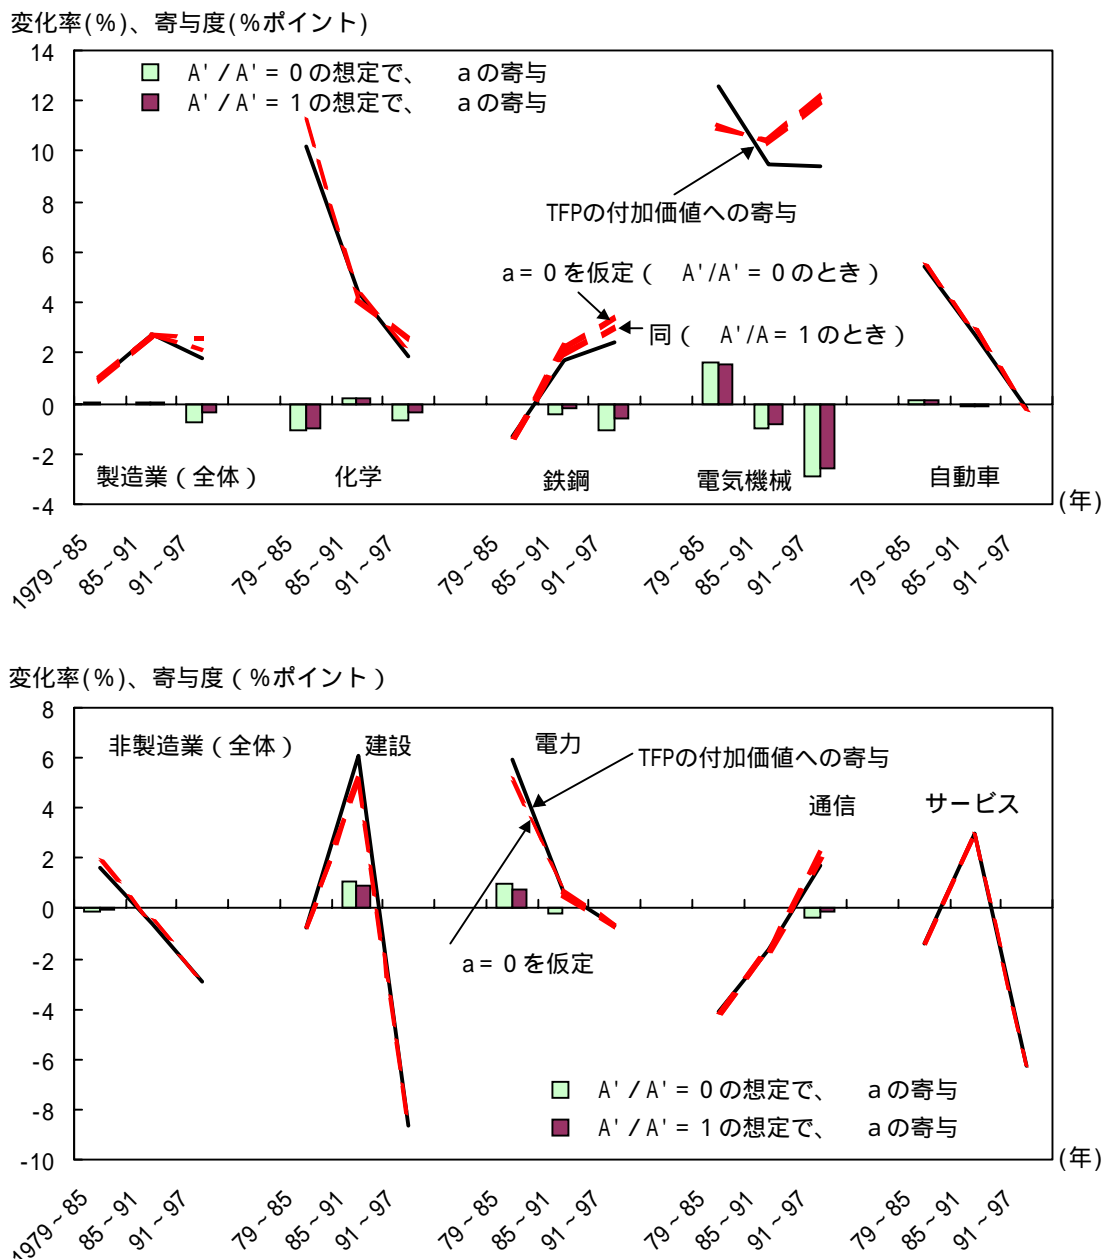 変化率(%)、寄与度(%ポイント)
14
12
10
8
6
4
2
0
-2
-4
A'/A'=0の想定で、 aの寄与
A'/A'=1の想定で、 aの寄与
TFPの付加価値への寄与
a=0を仮定( A'/A'=0のとき)
同( A'/A=1のとき)
製造業(全体)
化学
鉄鋼
電気機械
自動車
(年)
1979~85
85~91
91~97
79~85
85~91
91~97
79~85
85~91
91~97
79~85
85~91
91~97
79~85
85~91
91~97
変化率(%)、寄与度(%ポイント)
8
6
4
2
0
-2
-4
-6
-8
-10
非製造業(全体)
建設
電力
TFPの付加価値への寄与
通信
サービス
a=0を仮定
A'/A'=0の想定で、 aの寄与
A'/A'=1の想定で、 aの寄与
(年)
1979~85
85~91
91~97
79~85
85~91
91~97
79~85
85~91
91~97
79~85
85~91
91~97
79~85
85~91
91~97